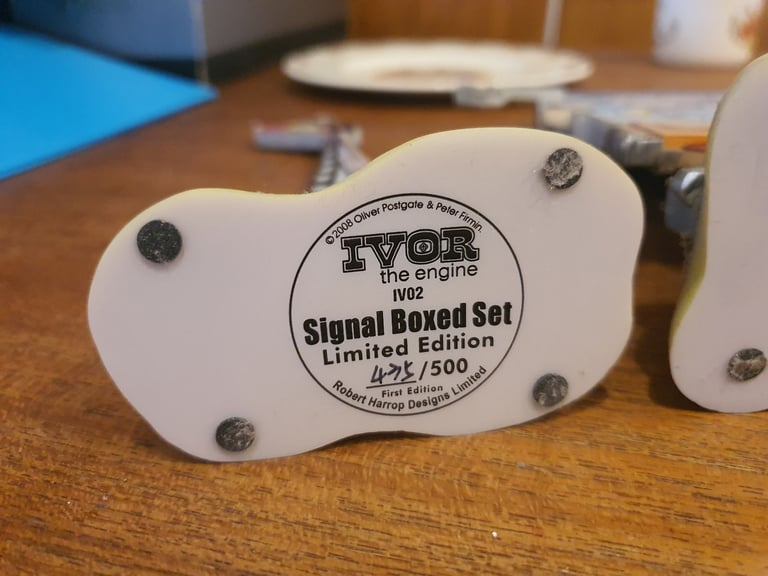 ©2008 Oliver Postgate & Peter Firmin.
IVOR
the engine
IV02
Signal Boxed Set
Limited Edition
475/500
First Edition
Robert Harrop Designs Limited